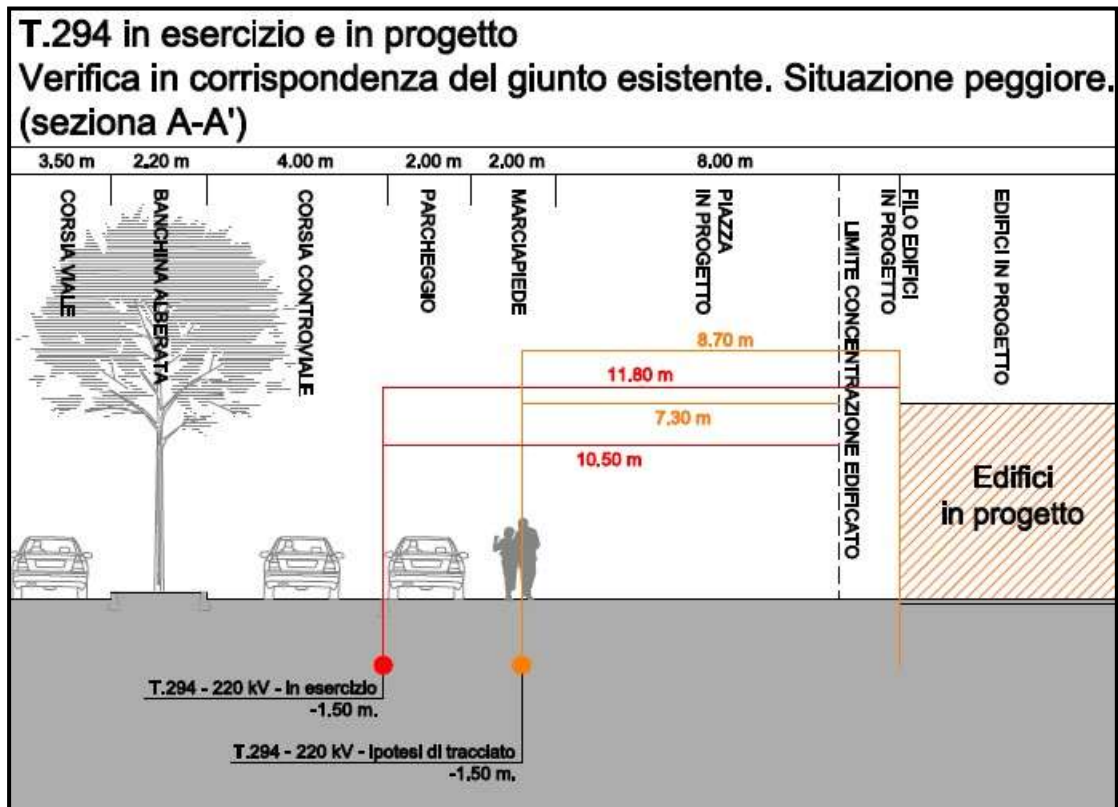 T.294 in esercizio e in progetto
Verifica in corrispondenza del giunto esistente. Situazione peggiore.
(seziona A-A')
3.50 m 2.20 m 4.00 m 2.00 m 2.00 m 8.00 m
CORSIA VIALE
BANCHINA ALBERATA
CORSIA CONTROVIALE
PARCHEGGIO
MARCIAPIEDE
PIAZZA
IN PROGETTO
LIMITE CONCENTRAZIONE EDIFICATO
FILO EDIFICI
IN PROGETTO
EDIFICI IN PROGETTO
8.70 m
11.80 m
7.30 m
10.50 m
Edifici
in progetto
T.294 - 220 kV - in esercizio
-1.50 m.
T.294 - 220 kV - ipotesi di tracciato
-1.50 m.